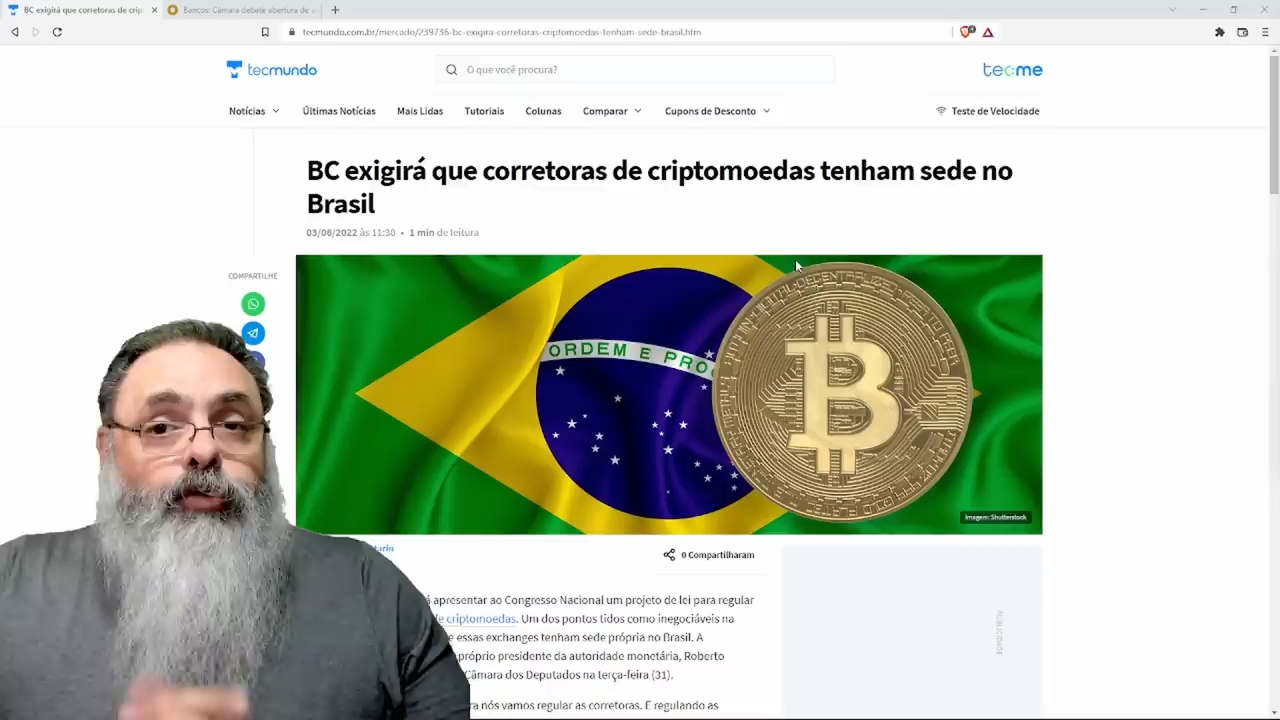 BC exigirá que corretoras de crip
Bancos: Câmara debate abertura de
tecmundo.com.br/mercado/239736-bc-exigira-corretoras-criptomoedas-tenham-sede-brasil.htm
tecmundo
O que você procura?
tecme
Notícias
Últimas Notícias
Mais Lidas
Tutoriais
Colunas
Comparar
Cupons de Desconto
Teste de Velocidade
BC exigirá que corretoras de criptomoedas tenham sede no
Brasil
03/06/2022 às 11:30 • 1 min de leitura
COMPARTILHE
ORDEM E PROG
B
Imagem: Shutterstock
tarin
0 Compartilharam
á apresentar ao Congresso Nacional um projeto de lei para regular
e criptomoedas. Um dos pontos tidos como inegociáveis na
e essas exchanges tenham sede própria no Brasil. A
próprio presidente da autoridade monetária, Roberto
Câmara dos Deputados na terça-feira (31).
ra nós vamos regular as corretoras. E regulando as
PUBLICIDADE